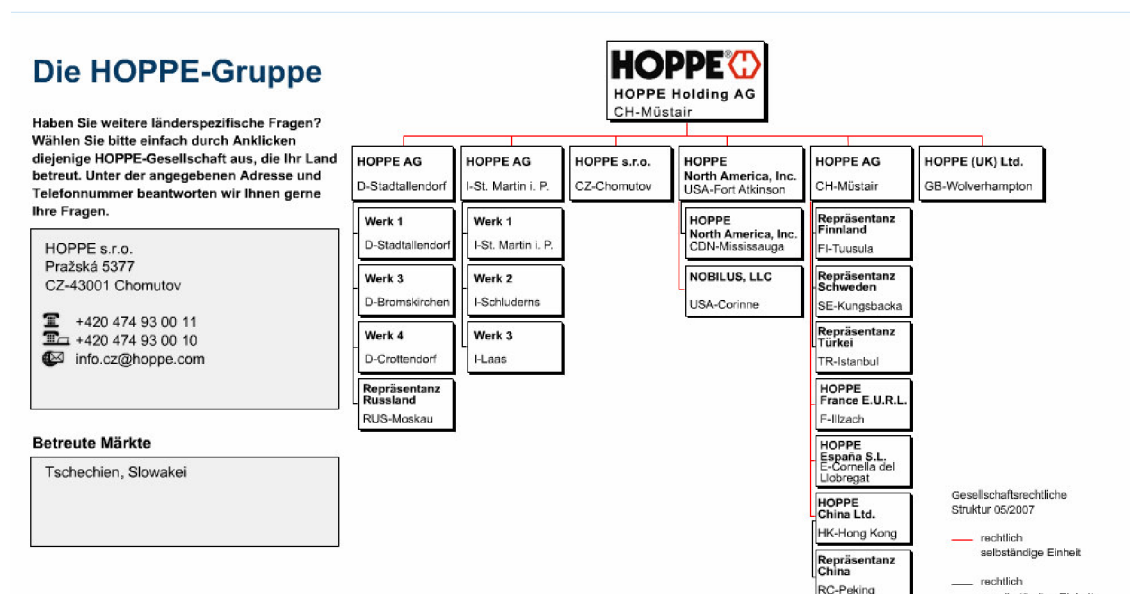 Die HOPPE-Gruppe
Haben Sie weitere länderspezifische Fragen?
Wählen Sie bitte einfach durch Anklicken
diejenige HOPPE-Gesellschaft aus, die Ihr Land
betreut. Unter der angegebenen Adresse und
Telefonnummer beantworten wir Ihnen gerne
Ihre Fragen.
HOPPE s.r.o.
Pražská 5377
CZ-43001 Chomutov
+420 474 93 00 11
+420 474 93 00 10
info.cz@hoppe.com
Betreute Märkte
Tschechien, Slowakei
HOPPE®
HOPPE Holding AG
CH-Müstair
HOPPE AG
D-Stadtallendorf
Werk 1
D-Stadtallendorf
Werk 3
D-Bromskirchen
Werk 4
D-Crottendorf
Repräsentanz
Russland
RUS-Moskau
HOPPE AG
I-St. Martin i. P.
Werk 1
I-St. Martin i. P.
Werk 2
I-Schluderns
Werk 3
I-Laas
HOPPE s.r.o.
CZ-Chomutov
HOPPE
North America, Inc.
USA-Fort Atkinson
HOPPE
North America, Inc.
CDN-Mississauga
NOBILUS, LLC
USA-Corinne
HOPPE AG
CH-Müstair
Repräsentanz
Finnland
FI-Tuusula
Repräsentanz
Schweden
SE-Kungsbacka
Repräsentanz
Türkei
TR-Istanbul
HOPPE
France E.U.R.L.
F-Illzach
HOPPE
España S.L.
E-Cornella del
Llobregat
HOPPE
China Ltd.
HK-Hong Kong
Repräsentanz
China
RC-Peking
HOPPE (UK) Ltd.
GB-Wolverhampton
Gesellschaftsrechtliche
Struktur 05/2007
rechtlich
selbständige Einheit
rechtlich